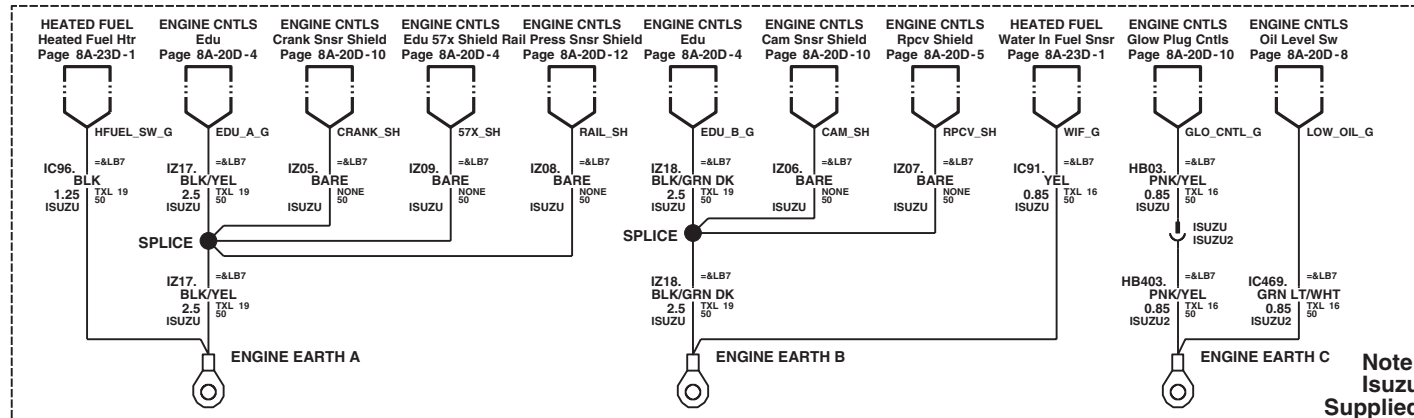 HEATED FUEL
Heated Fuel Htr
Page 8A-23D-1
ENGINE CNTLS
Edu
Page 8A-20D-4
ENGINE CNTLS
Crank Snsr Shield
Page 8A-20D-10
ENGINE CNTLS
Edu 57x Shield
Page 8A-20D-4
ENGINE CNTLS
Rail Press Snsr Shield
Page 8A-20D-12
ENGINE CNTLS
Edu
Page 8A-20D-4
ENGINE CNTLS
Cam Snsr Shield
Page 8A-20D-10
ENGINE CNTLS
Rpcv Shield
Page 8A-20D-5
HEATED FUEL
Water In Fuel Snsr
Page 8A-23D-1
ENGINE CNTLS
Glow Plug Cntls
Page 8A-20D-10
ENGINE CNTLS
Oil Level Sw
Page 8A-20D-8
HFUEL_SW_G
EDU_A_G
CRANK_SH
57X_SH
RAIL_SH
EDU_B_G
CAM_SH
RPCV_SH
WIF_G
GLO_CNTL_G
LOW_OIL_G
IC96. =&LB7
BLK
1.25 TXL 19
ISUZU 50
IZ17. =&LB7
BLK/YEL
2.5 TXL 19
ISUZU 50
IZ05. =&LB7
BARE
NONE
ISUZU 50
IZ09. =&LB7
BARE
NONE
ISUZU 50
IZ08. =&LB7
BARE
NONE
ISUZU 50
IZ18. =&LB7
BLK/GRN DK
2.5 TXL 19
ISUZU 50
IZ06. =&LB7
BARE
NONE
ISUZU 50
IZ07. =&LB7
BARE
NONE
ISUZU 50
IC91. =&LB7
YEL
0.85 TXL 16
ISUZU 50
HB03. =&LB7
PNK/YEL
0.85 TXL 16
ISUZU 50
SPLICE
SPLICE
ISUZU
ISUZU2
IZ17. =&LB7
BLK/YEL
2.5 TXL 19
ISUZU 50
IZ18. =&LB7
BLK/GRN DK
2.5 TXL 19
ISUZU 50
HB403. =&LB7
PNK/YEL
0.85 TXL 16
ISUZU2 50
IC469. =&LB7
GRN LT/WHT
0.85 TXL 16
ISUZU2 50
ENGINE EARTH A
ENGINE EARTH B
ENGINE EARTH C
Note
Isuzu
Supplied